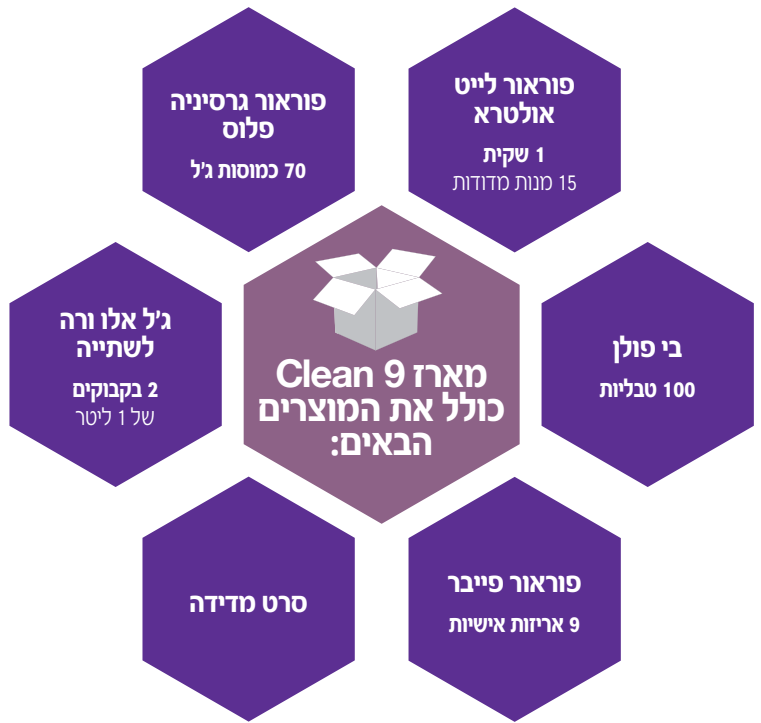 פוראור לייט
אולטרא
1 שקית
15 מנות מדודות
פוראור גרסיניה
פלוס
70 כמוסות ג'ל
מארז Clean 9
כולל את המוצרים
הבאים:
בי פולן
100 טבליות
ג'ל אלו ורה
לשתייה
2 בקבוקים
של 1 ליטר
פוראור פייבר
9 אריזות אישיות
סרט מדידה